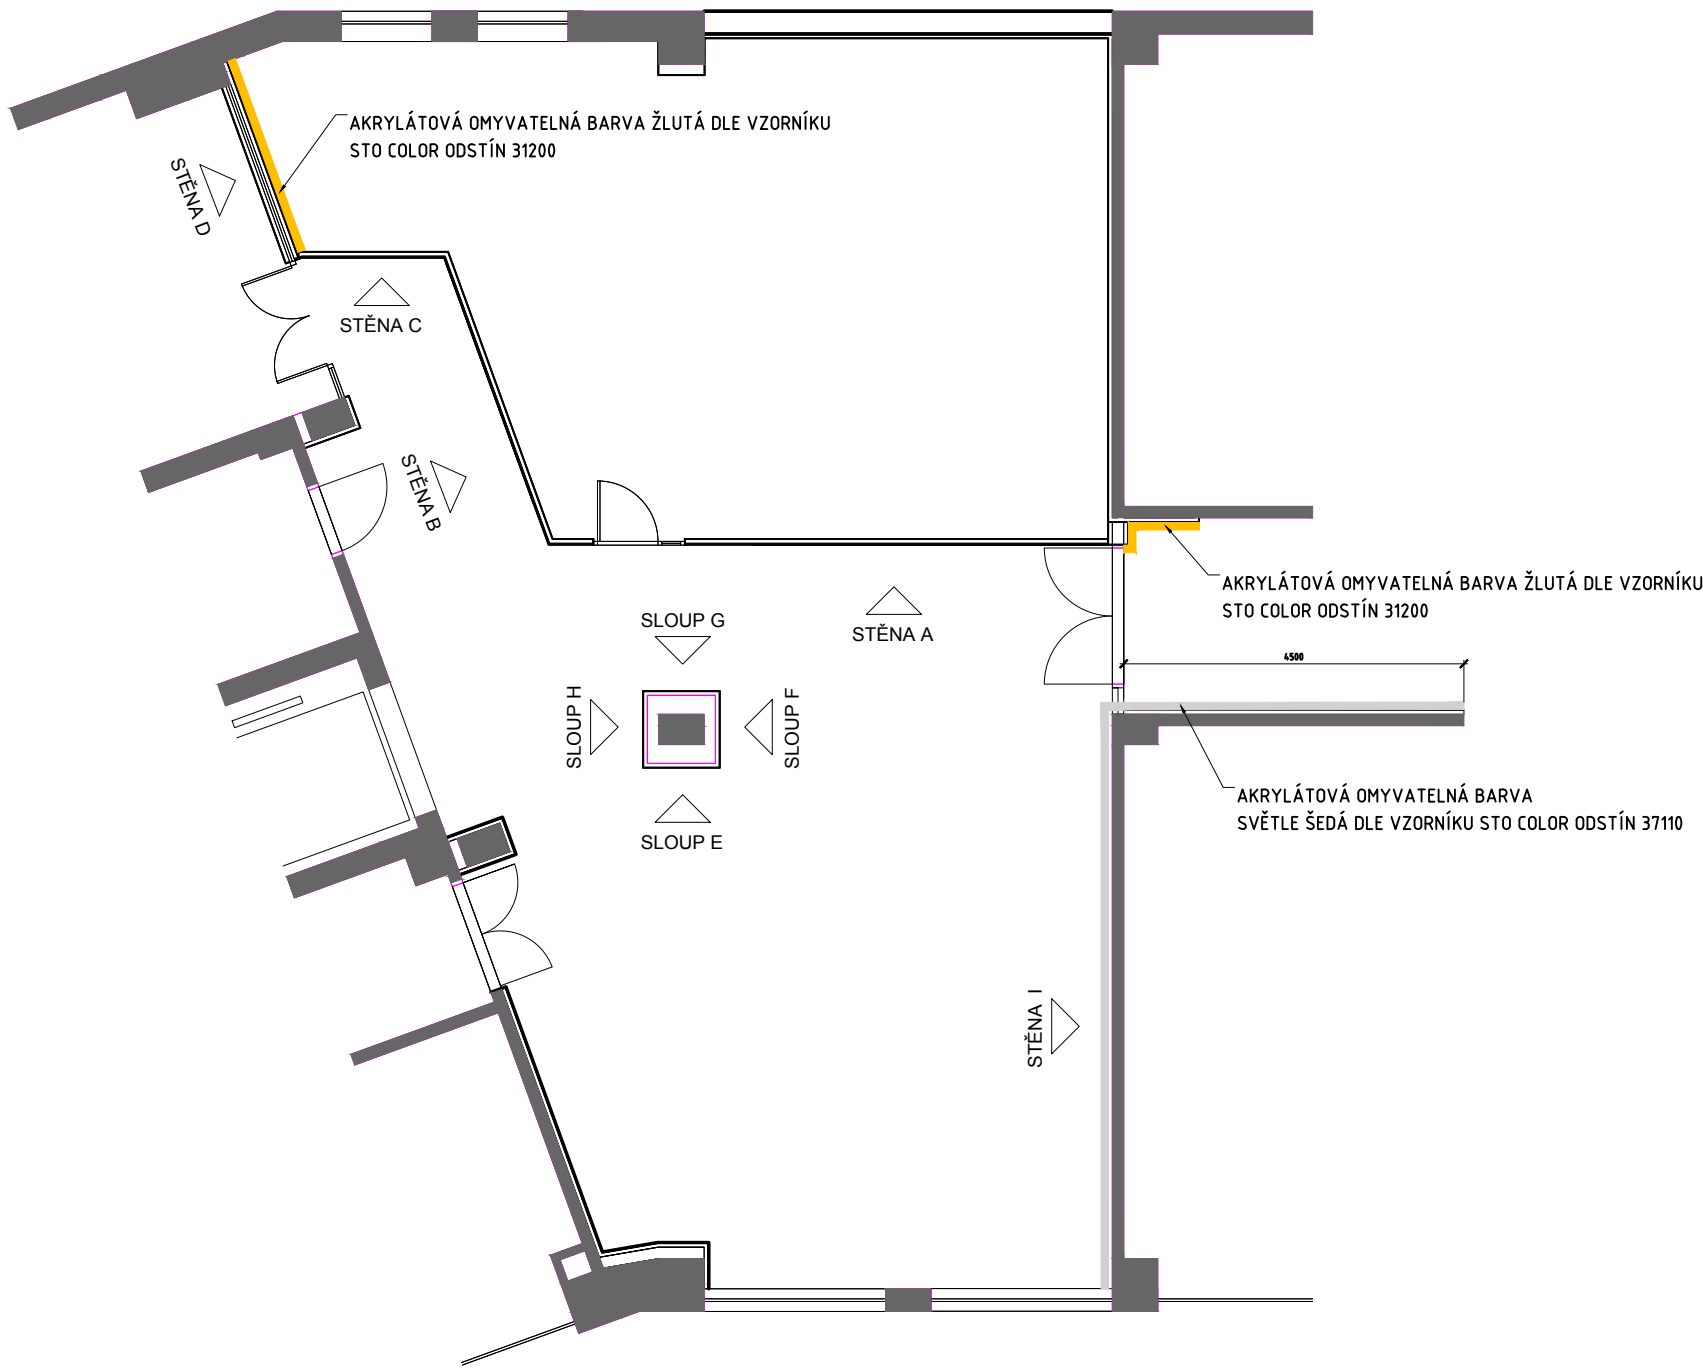 AKRYLÁTOVÁ OMYVATELNÁ BARVA ŽLUTÁ DLE VZORNÍKU
STO COLOR ODSTÍN 31200
STĚNA D
STĚNA C
STĚNA B
AKRYLÁTOVÁ OMYVATELNÁ BARVA ŽLUTÁ DLE VZORNÍKU
STO COLOR ODSTÍN 31200
SLOUP G
STĚNA A
4500
SLOUP H
SLOUP F
SLOUP E
AKRYLÁTOVÁ OMYVATELNÁ BARVA
SVĚTLE ŠEDÁ DLE VZORNÍKU STO COLOR ODSTÍN 37110
STĚNA I